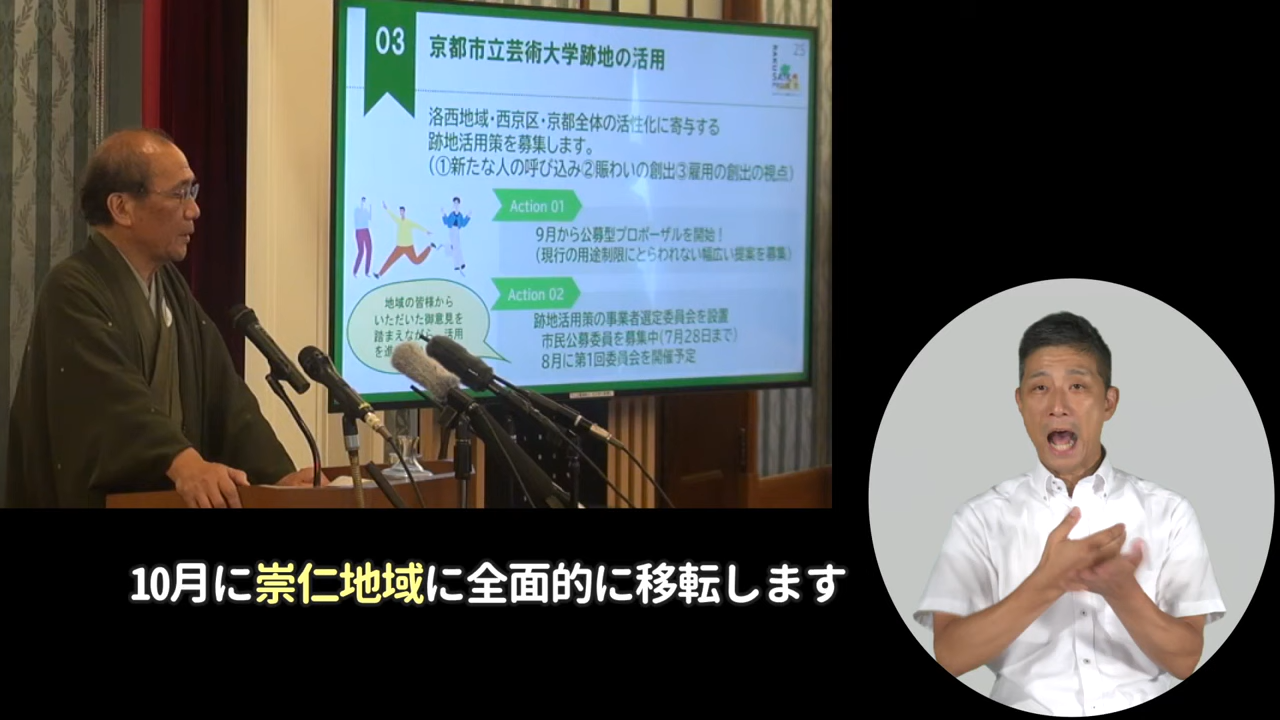 03
京都市立芸術大学跡地の活用
25
洛西地域・西京区・京都全体の活性化に寄与する
跡地活用策を募集します。
(①新たな人の呼び込み②賑わいの創出③雇用の創出の視点)
Action 01
9月から公募型プロポーザルを開始！
(現行の用途制限にとらわれない幅広い提案を募集)
Action 02
跡地活用策の事業者選定委員会を設置
市民公募委員を募集中(7月28日まで)
8月に第1回委員会を開催予定
地域の皆様から
いただいた御意見を
踏まえながら、活用
を進
10月に崇仁地域に全面的に移転します